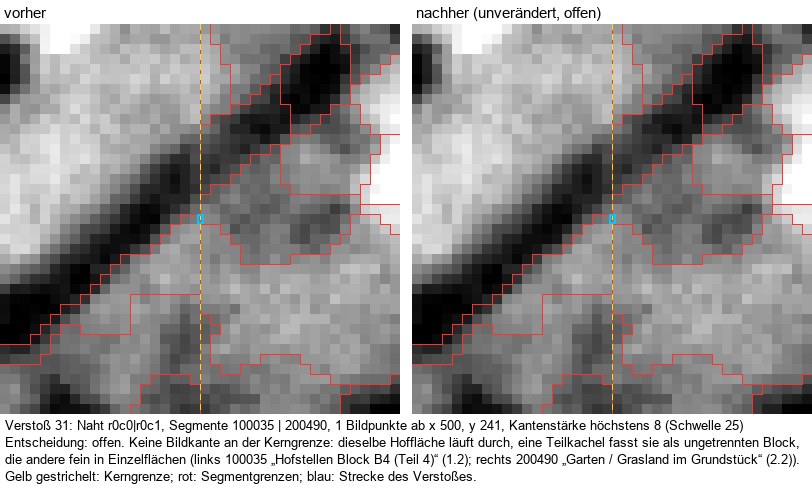 vorher
nachher (unverändert, offen)
Verstoß 31: Naht r0c0|r0c1, Segmente 100035 | 200490, 1 Bildpunkte ab x 500, y 241, Kantenstärke höchstens 8 (Schwelle 25)
Entscheidung: offen. Keine Bildkante an der Kerngrenze: dieselbe Hoffläche läuft durch, eine Teilkachel fasst sie als ungetrennten Block,
die andere fein in Einzelflächen (links 100035 „Hofstellen Block B4 (Teil 4)“ (1.2); rechts 200490 „Garten / Grasland im Grundstück“ (2.2)).
Gelb gestrichelt: Kerngrenze; rot: Segmentgrenzen; blau: Strecke des Verstoßes.